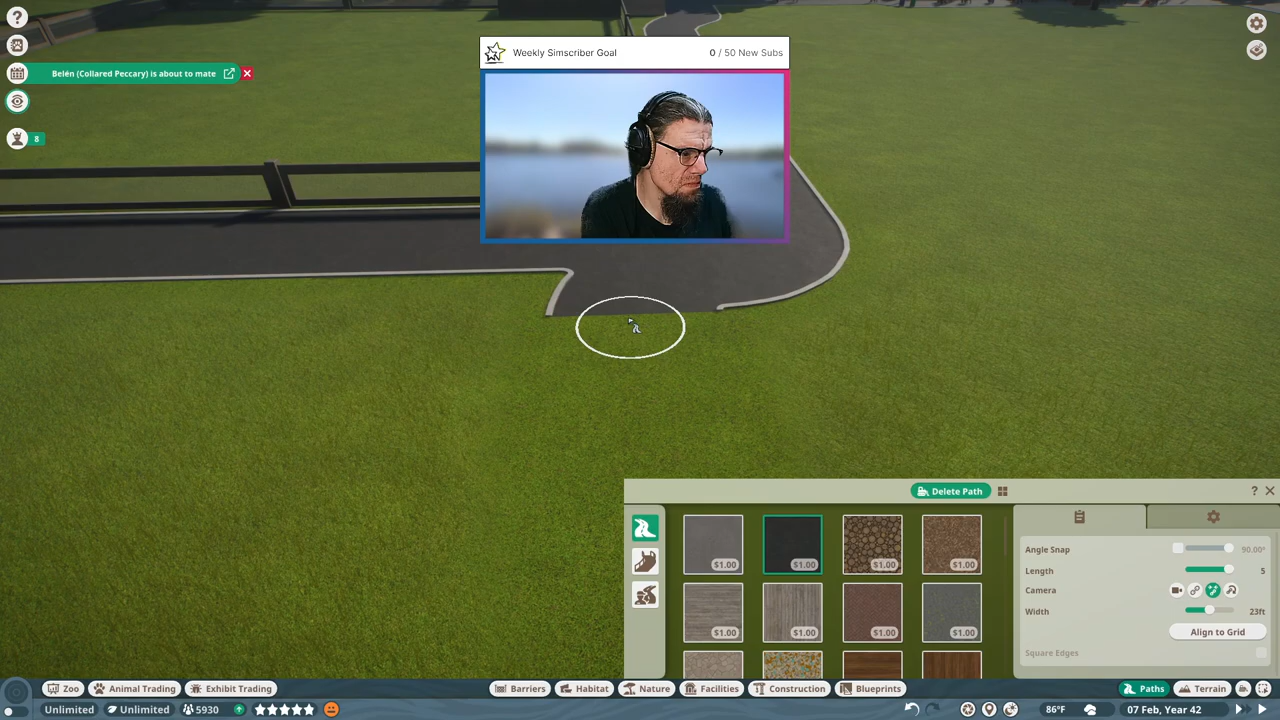 ?
Weekly Simscriber Goal 0 / 50 New Subs
Belén (Collared Peccary) is about to mate
8
Delete Path ?
$1.00 $1.00 $1.00 $1.00
$1.00 $1.00 $1.00 $1.00
Angle Snap 90.00°
Length 5
Camera
Width 23ft
Align to Grid
Square Edges
Zoo Animal Trading Exhibit Trading Barriers Habitat Nature Facilities Construction Blueprints Paths Terrain
Unlimited Unlimited 5930 86°F 07 Feb, Year 42